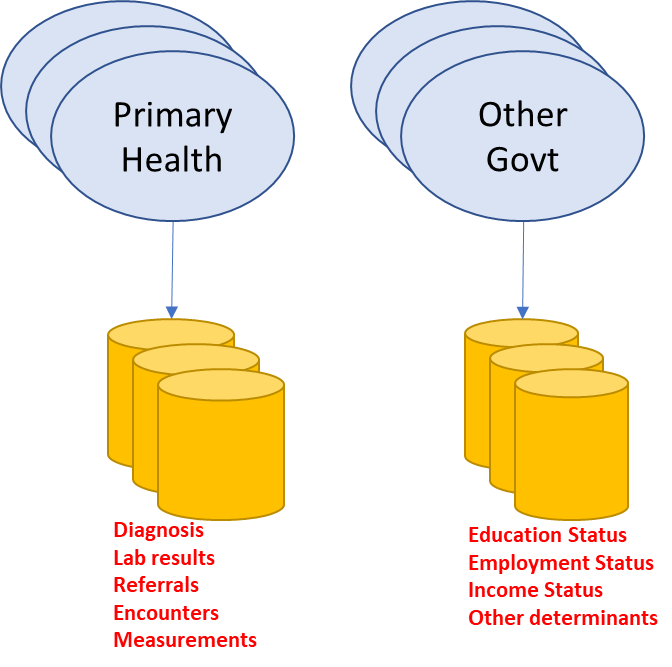 Primary
Health
Other
Govt
Diagnosis
Lab results
Referrals
Encounters
Measurements
Education Status
Employment Status
Income Status
Other determinants